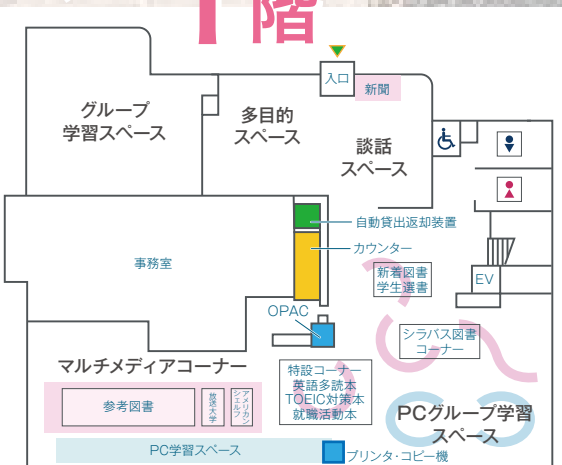 1階
入口
新聞
グループ
学習スペース
多目的
スペース
談話
スペース
自動貸出返却装置
カウンター
事務室
新着図書
学生選書
EV
OPAC
シラバス図書
コーナー
マルチメディアコーナー
特設コーナー
英語多読本
TOEIC対策本
就職活動本
参考図書
放送大学
アメリカン
シェルフ
PCグループ学習
スペース
PC学習スペース
プリンタ・コピー機